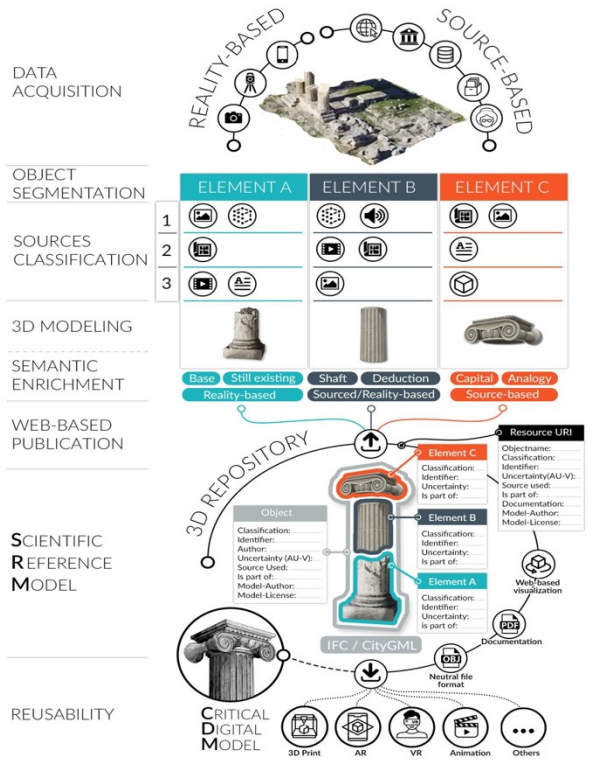 REALITY-BASED
SOURCE-BASED
DATA
ACQUISITION
OBJECT
SEGMENTATION
ELEMENT A
ELEMENT B
ELEMENT C
SOURCES
CLASSIFICATION
1
2
3
3D MODELING
SEMANTIC
ENRICHMENT
Base
Still existing
Reality-based
Shaft
Deduction
Sourced/Reality-based
Capital
Analogy
Source-based
WEB-BASED
PUBLICATION
3D REPOSITORY
Resource URI
Objectname:
Classification:
Identifier:
Uncertainty(AU-V):
Source used:
Is part of:
Documentation:
Model-Author:
Model-License:
Element C
Classification:
Identifier:
Uncertainty:
Is part of:
SCIENTIFIC
REFERENCE
MODEL
Object
Classification:
Identifier:
Author:
Uncertainty (AU-V):
Source Used:
Is part of:
Model-Author:
Model-License:
Element B
Classification:
Identifier:
Uncertainty:
Is part of:
Element A
Classification:
Identifier:
Uncertainty:
is part of:
Web-based
visualization
PDF
Documentation
OBJ
Neutral file
format
IFC / CityGML
REUSABILITY
CRITICAL
DIGITAL
MODEL
3D Print
AR
VR
Animation
Others